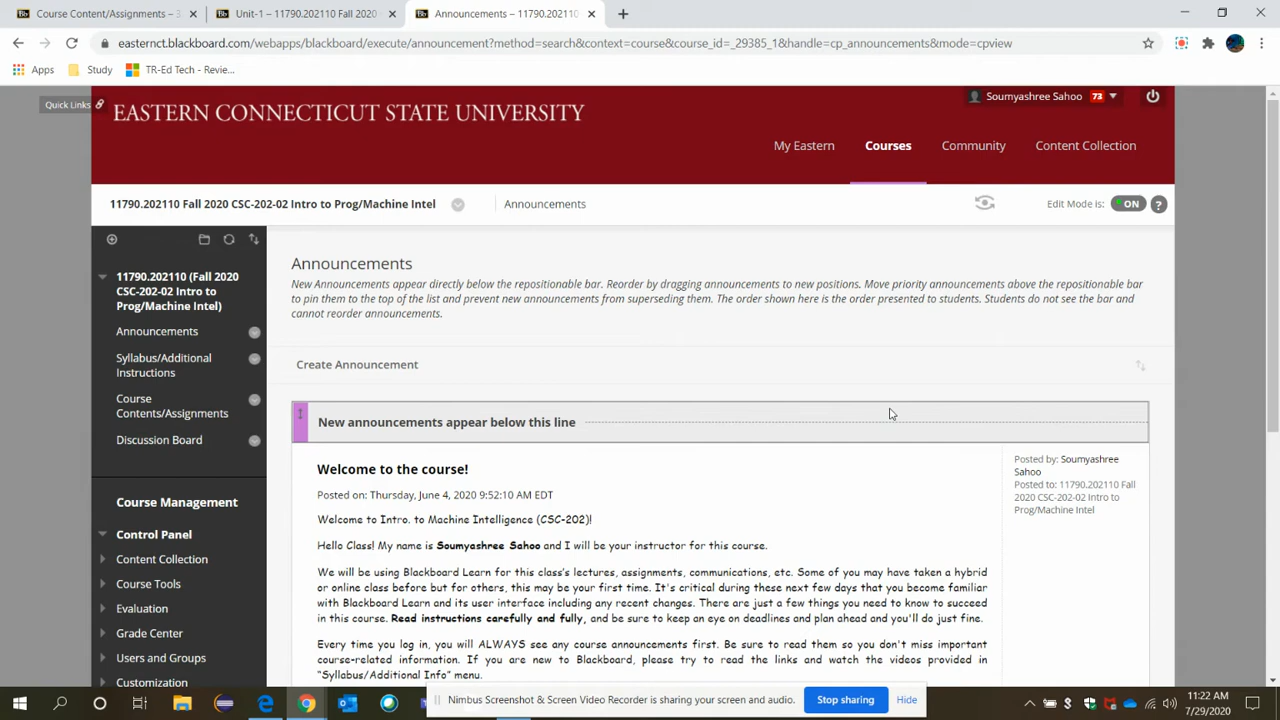 Course Content/Assignments – 3
Unit-1 – 11790.202110 Fall 2020
Announcements – 11790.202110
easternct.blackboard.com/webapps/blackboard/execute/announcement?method=search&context=course&course_id=_29385_1&handle=cp_announcements&mode=cpview
Apps
Study
TR-Ed Tech - Revie...
Quick Links
EASTERN CONNECTICUT STATE UNIVERSITY
Soumyashree Sahoo 73
My Eastern
Courses
Community
Content Collection
11790.202110 Fall 2020 CSC-202-02 Intro to Prog/Machine Intel
Announcements
Edit Mode is: ON ?
11790.202110 (Fall 2020
CSC-202-02 Intro to
Prog/Machine Intel)
Announcements
Syllabus/Additional
Instructions
Course
Contents/Assignments
Discussion Board
Course Management
Control Panel
Content Collection
Course Tools
Evaluation
Grade Center
Users and Groups
Customization
Announcements
New Announcements appear directly below the repositionable bar. Reorder by dragging announcements to new positions. Move priority announcements above the repositionable bar
to pin them to the top of the list and prevent new announcements from superseding them. The order shown here is the order presented to students. Students do not see the bar and
cannot reorder announcements.
Create Announcement
New announcements appear below this line
Welcome to the course!
Posted on: Thursday, June 4, 2020 9:52:10 AM EDT
Welcome to Intro. to Machine Intelligence (CSC-202)!
Hello Class! My name is Soumyashree Sahoo and I will be your instructor for this course.
We will be using Blackboard Learn for this class's lectures, assignments, communications, etc. Some of you may have taken a hybrid
or online class before but for others, this may be your first time. It's critical during these next few days that you become familiar
with Blackboard Learn and its user interface including any recent changes. There are just a few things you need to know to succeed
in this course. Read instructions carefully and fully, and be sure to keep an eye on deadlines and plan ahead and you'll do just fine.
Every time you log in, you will ALWAYS see any course announcements first. Be sure to read them so you don't miss important
course-related information. If you are new to Blackboard, please try to read the links and watch the videos provided in
"Syllabus/Additional Info" menu.
Posted by: Soumyashree
Sahoo
Posted to: 11790.202110 Fall
2020 CSC-202-02 Intro to
Prog/Machine Intel
Nimbus Screenshot & Screen Video Recorder is sharing your screen and audio.
Stop sharing
Hide
11:22 AM
7/29/2020